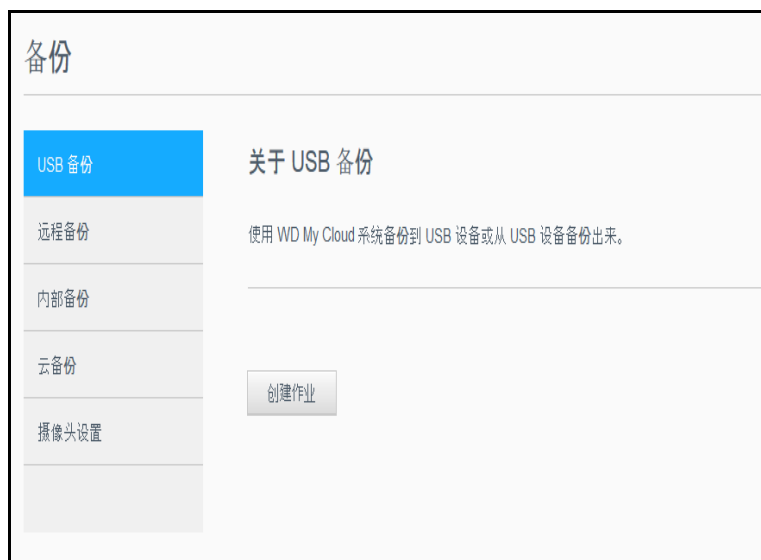 备份
USB 备份
远程备份
内部备份
云备份
摄像头设置
关于 USB 备份
使用 WD My Cloud 系统备份到 USB 设备或从 USB 设备备份出来。
创建作业